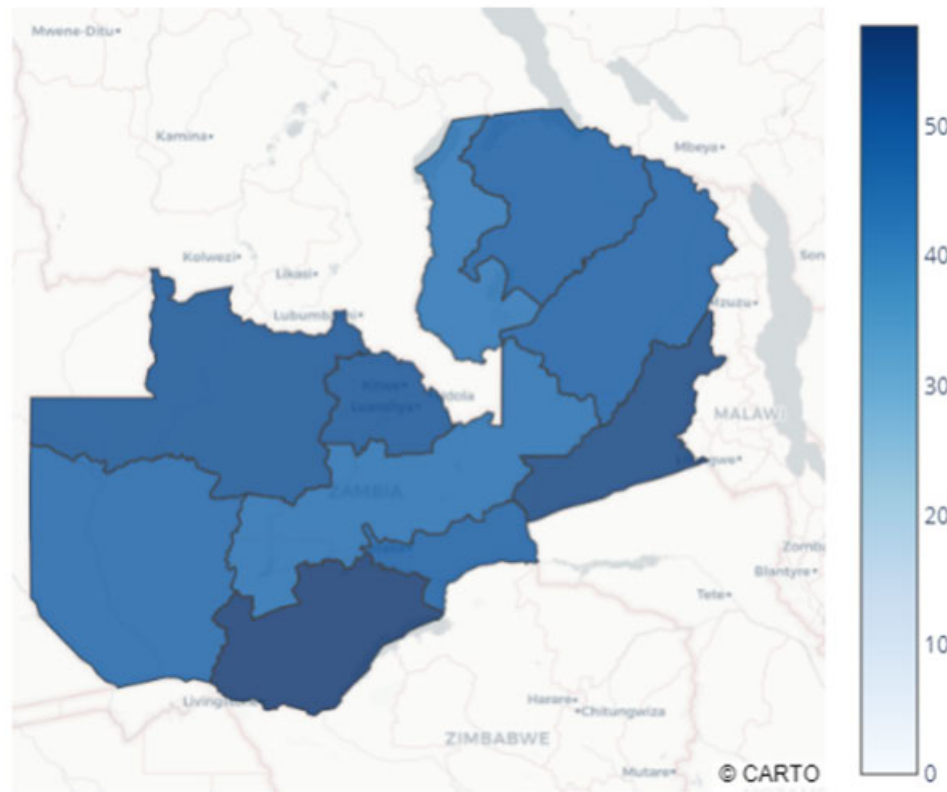 Mwene-Ditu
Kamina
Mbeya
Kolwezi
Likasi
Son
Mzuzu
Lubumbashi
Kitwe
Luanshya
Ndola
MALAWI
Lilongwe
ZAMBIA
Zomba
Blantyre
Tete
Livingstone
Harare
Chitungwiza
ZIMBABWE
Mutare
© CARTO
50
40
30
20
10
0